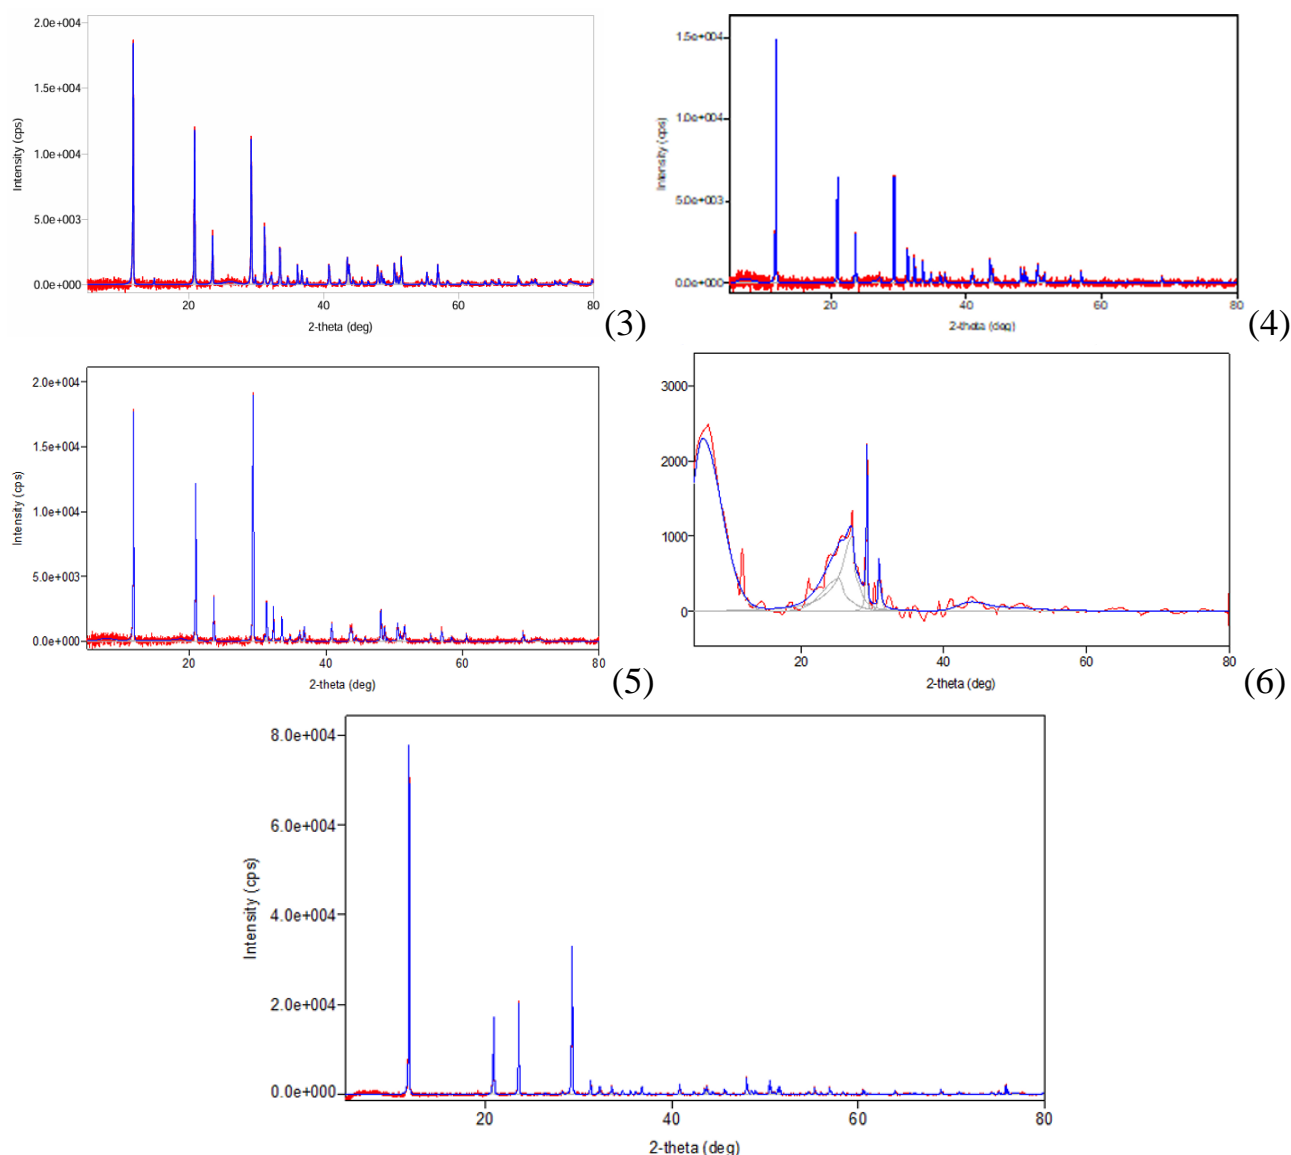 2.0e+004
1.5e+004
1.0e+004
5.0e+003
0.0e+000
Intensity (cps)
20
40
60
80
2-theta (deg)
(3)
1.5e+004
1.0e+004
5.0e+003
0.0e+000
Intensity (cps)
20
40
60
80
2-theta (deg)
(4)
2.0e+004
1.5e+004
1.0e+004
5.0e+003
0.0e+000
Intensity (cps)
20
40
60
80
2-theta (deg)
(5)
3000
2000
1000
0
20
40
60
80
2-theta (deg)
(6)
8.0e+004
6.0e+004
4.0e+004
2.0e+004
0.0e+000
Intensity (cps)
20
40
60
80
2-theta (deg)